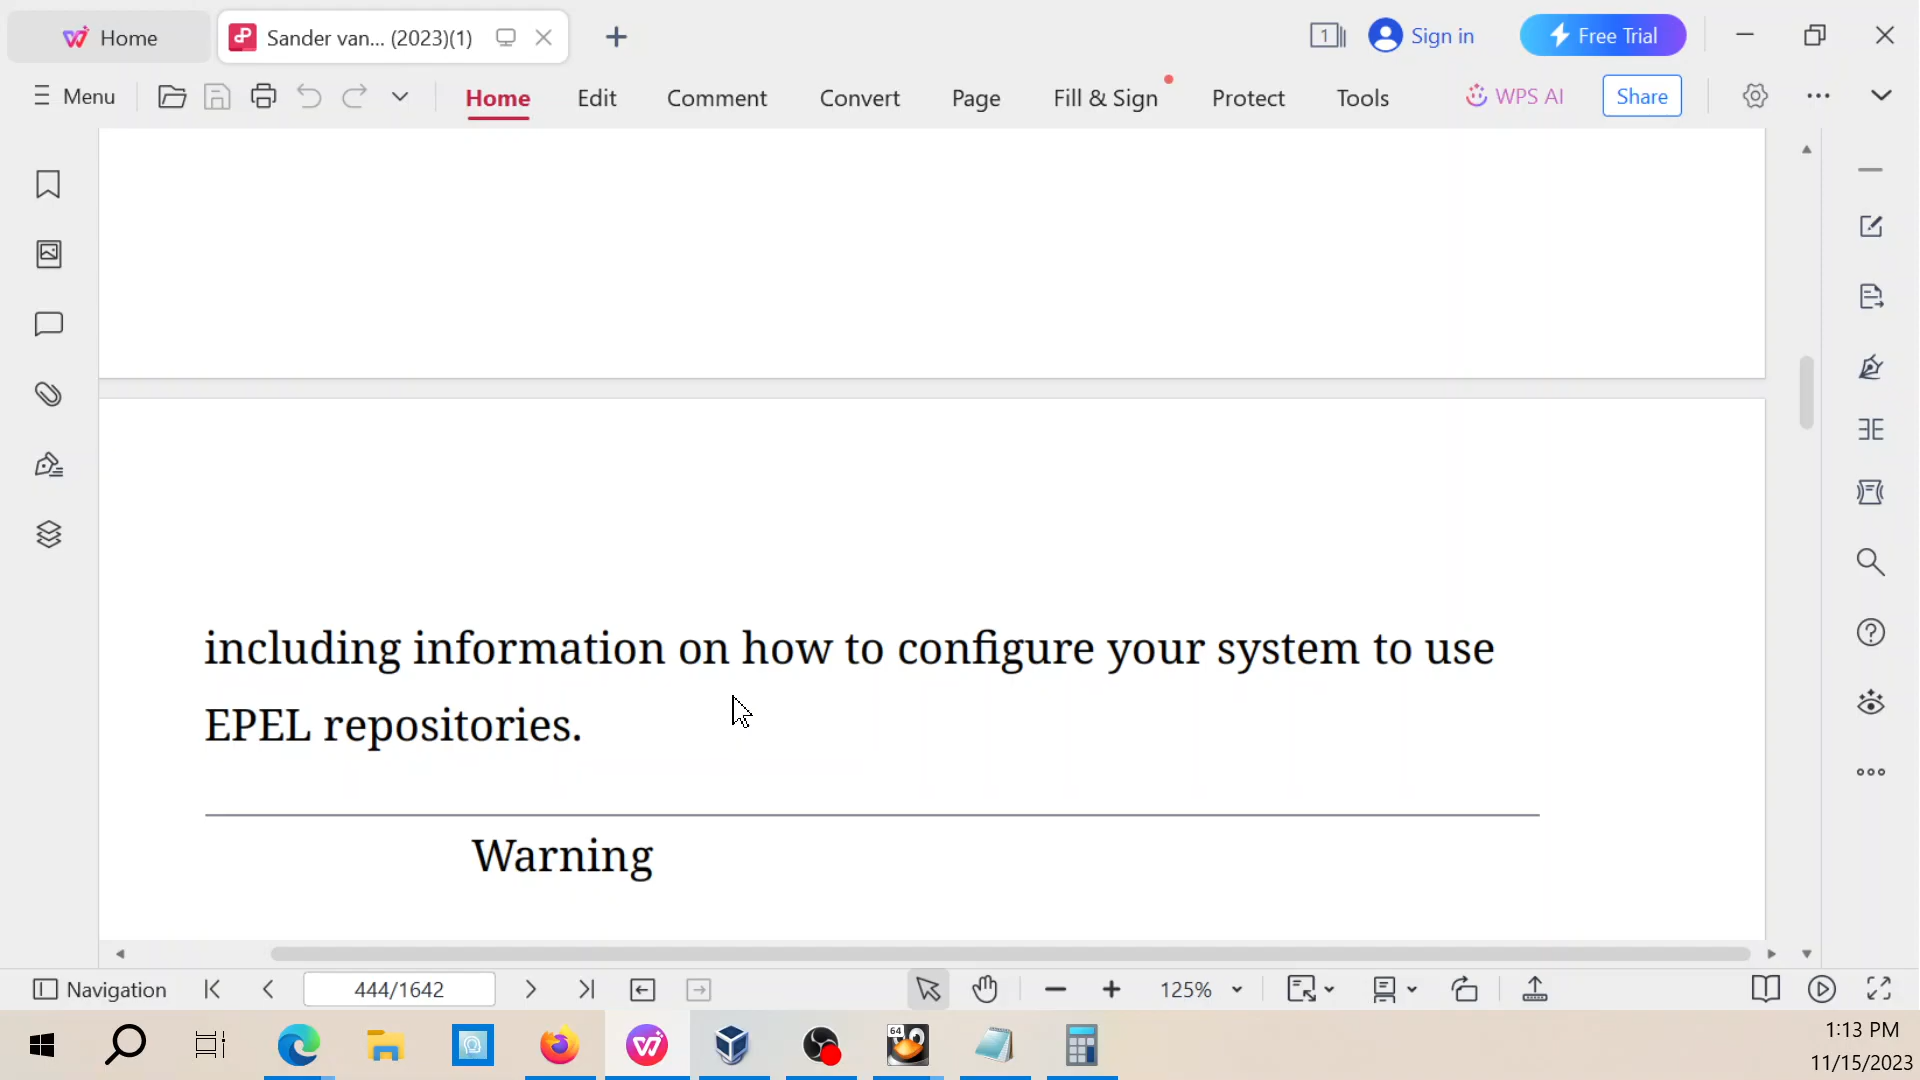 Home
Sander van... (2023)(1)
1
Sign in
Free Trial
Menu
Home
Edit
Comment
Convert
Page
Fill & Sign
Protect
Tools
WPS AI
Share
including information on how to configure your system to use
EPEL repositories.
Warning
Navigation
444/1642
125%
64
1:13 PM
11/15/2023